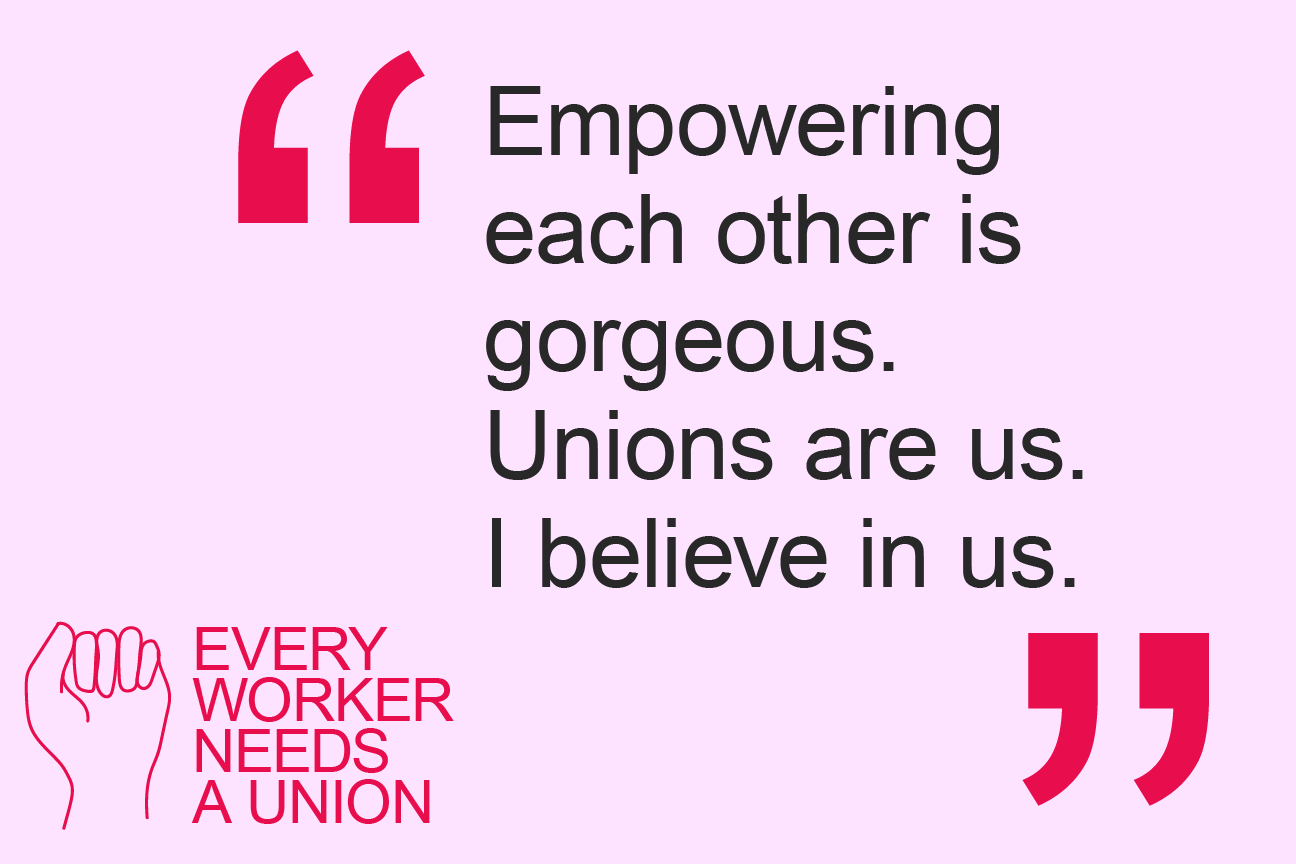 “
Empowering
each other is
gorgeous.
Unions are us.
I believe in us.
”
EVERY
WORKER
NEEDS
A UNION